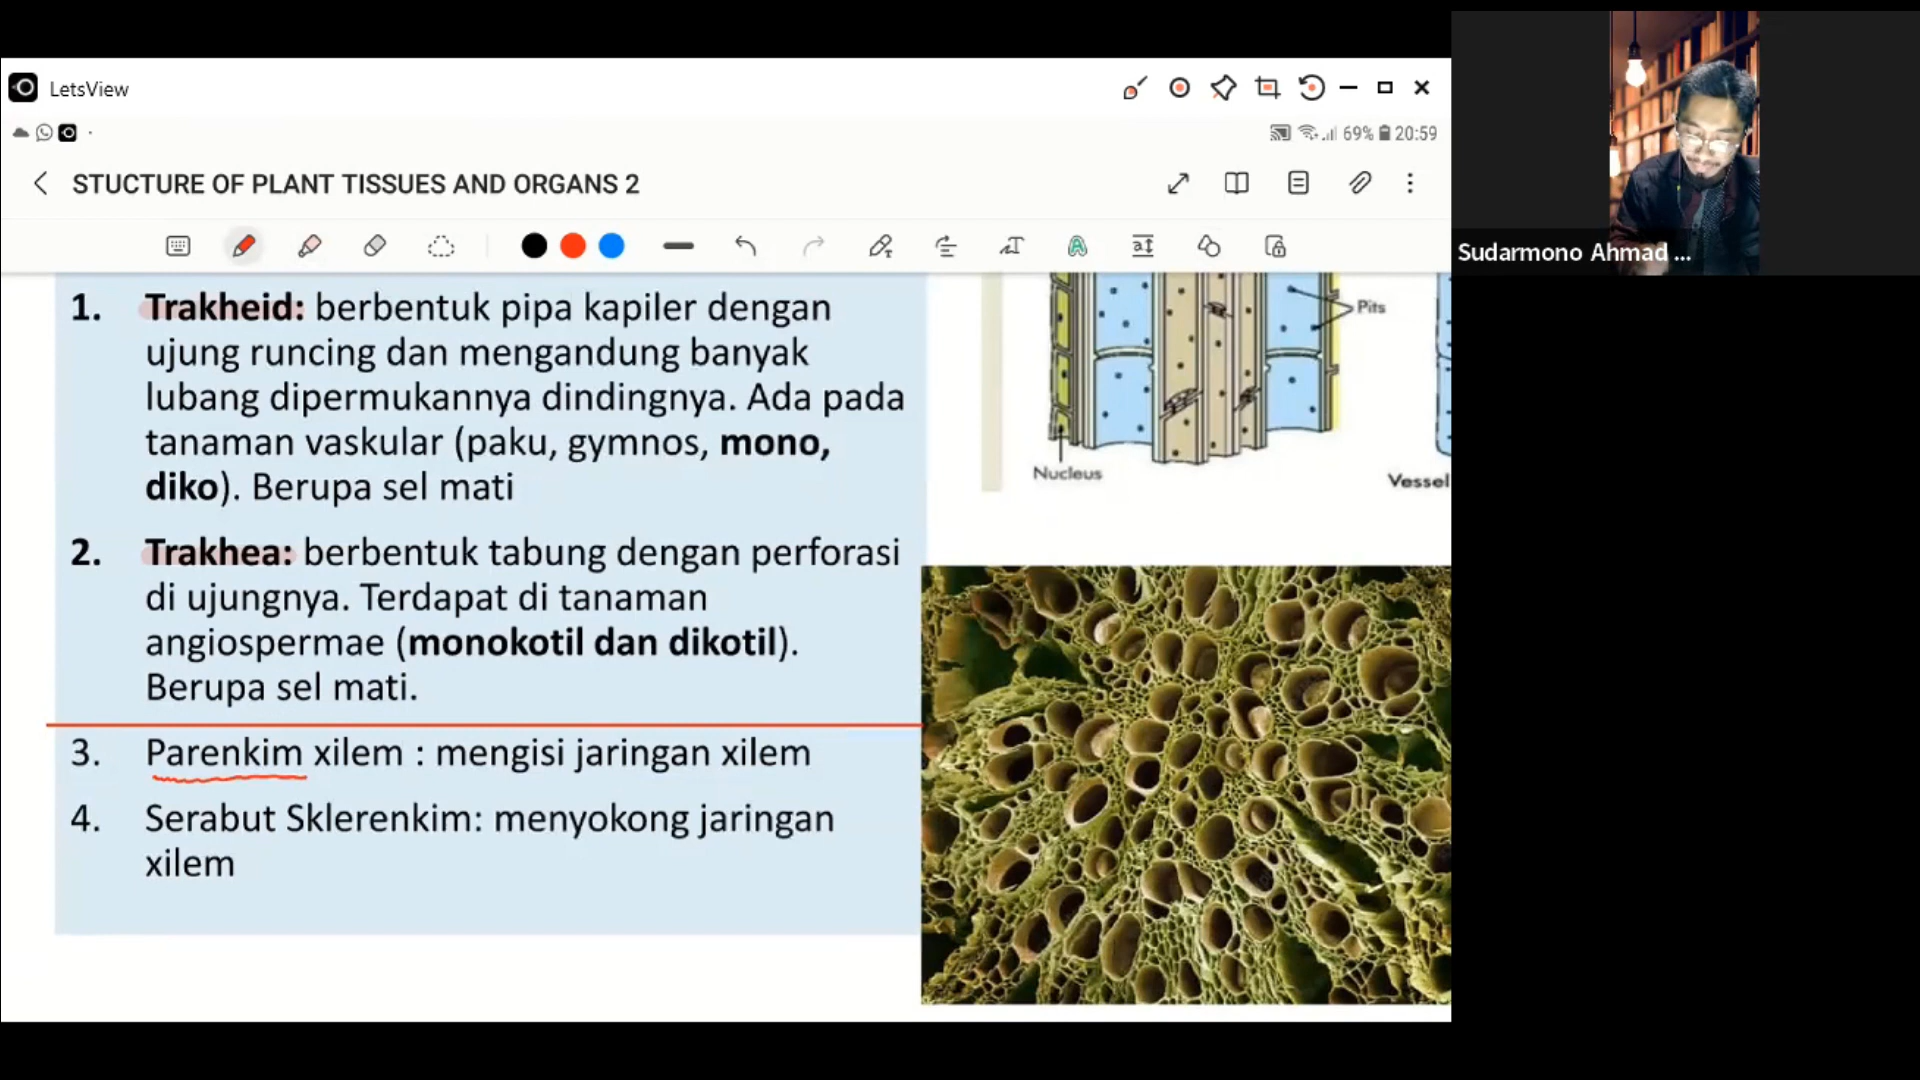 LetsView
69% 20:59
STUCTURE OF PLANT TISSUES AND ORGANS 2
Sudarmono Ahmad ...
1. Trakheid: berbentuk pipa kapiler dengan
ujung runcing dan mengandung banyak
lubang dipermukannya dindingnya. Ada pada
tanaman vaskular (paku, gymnos, mono,
diko). Berupa sel mati
2. Trakhea: berbentuk tabung dengan perforasi
di ujungnya. Terdapat di tanaman
angiospermae (monokotil dan dikotil).
Berupa sel mati.
3. Parenkim xilem : mengisi jaringan xilem
4. Serabut Sklerenkim: menyokong jaringan
xilem
Pits
Nucleus
Vessel